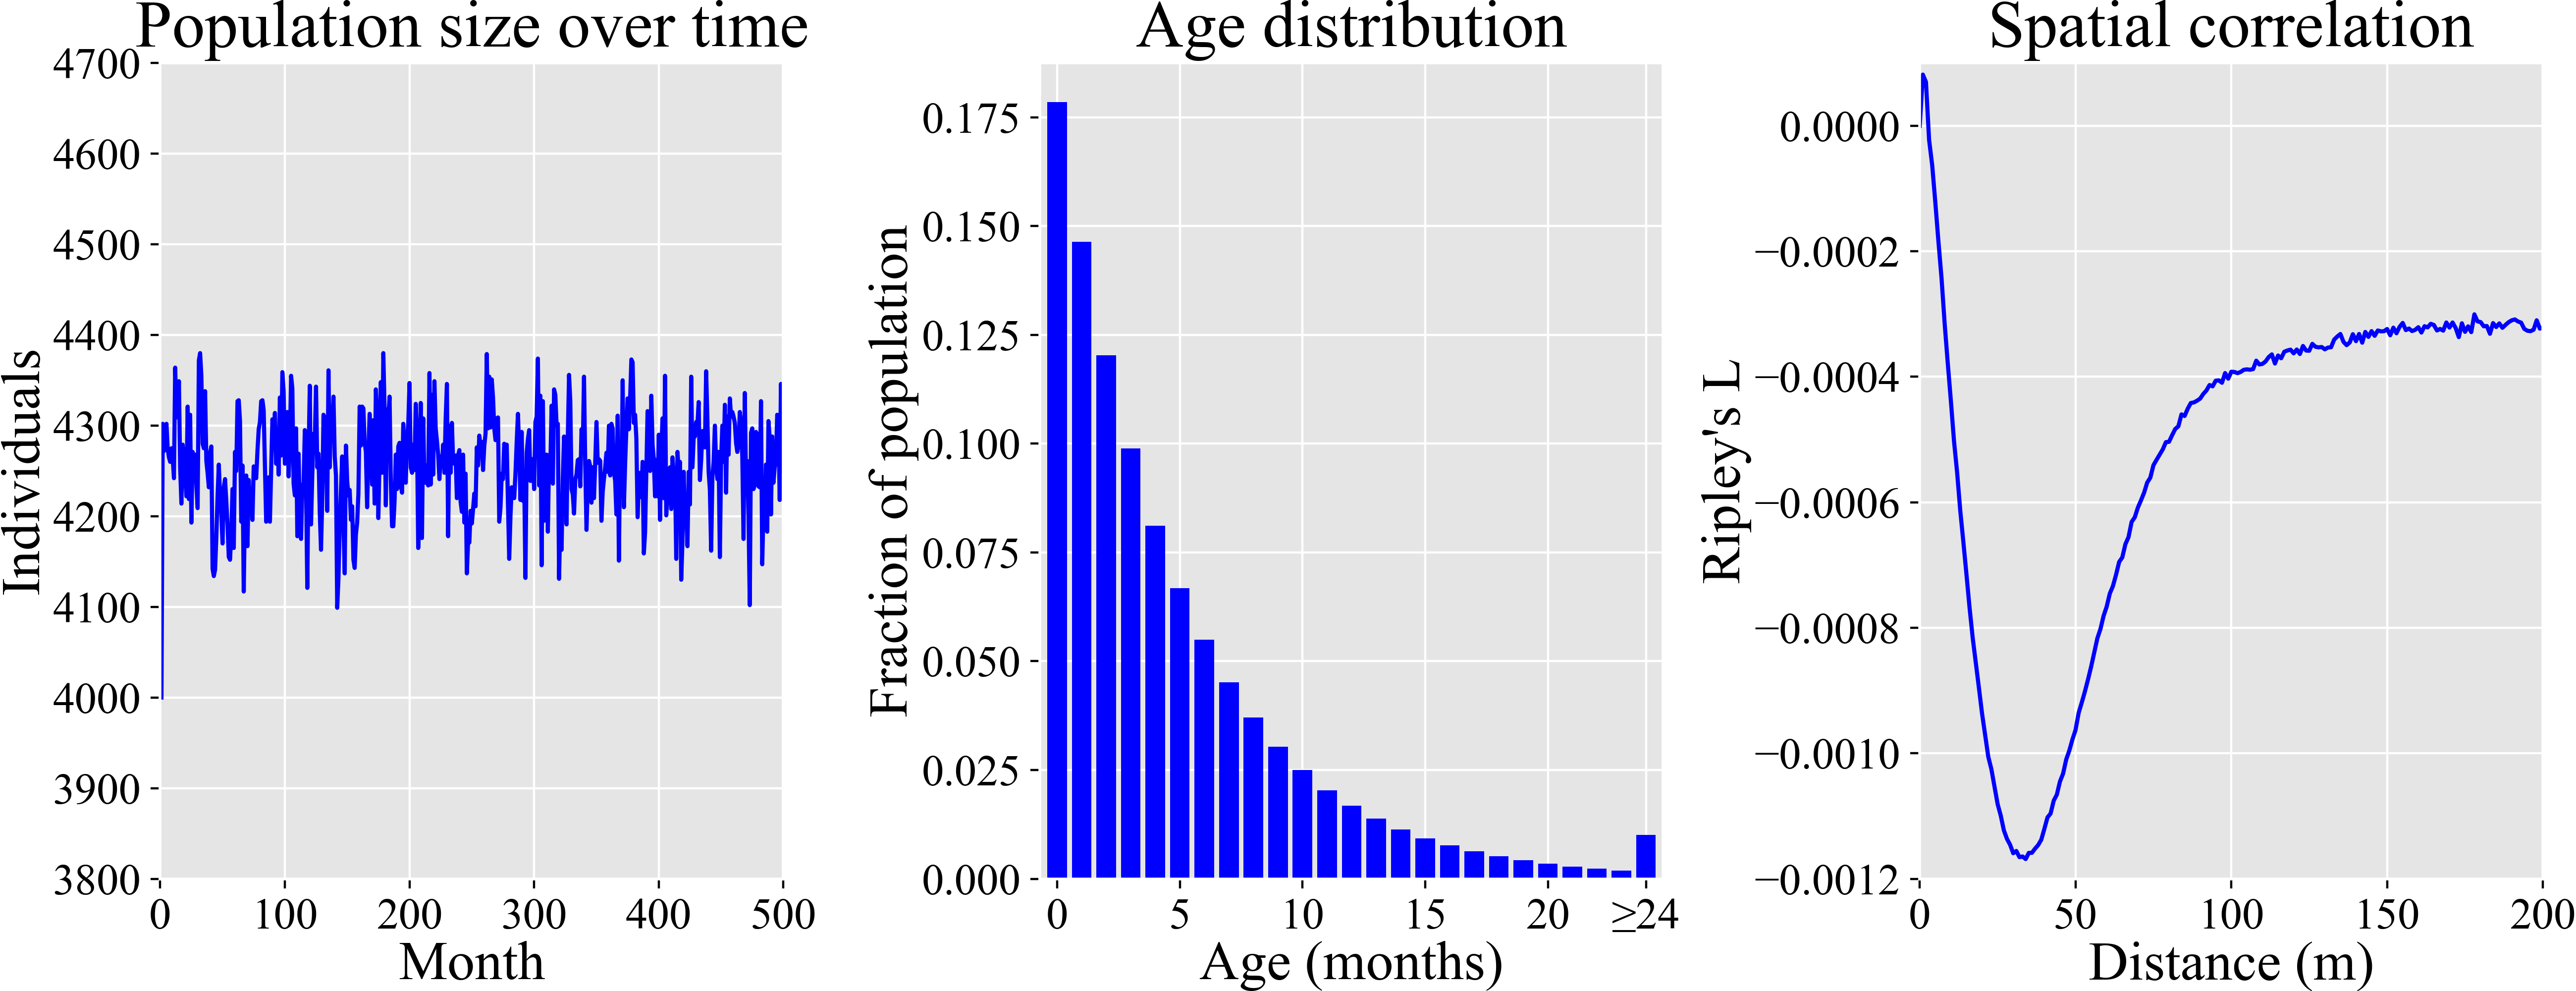 Population size over time
Individuals
4700
4600
4500
4400
4300
4200
4100
4000
3900
3800
0 100 200 300 400 500
Month
Age distribution
Fraction of population
0.175
0.150
0.125
0.100
0.075
0.050
0.025
0.000
0 5 10 15 20 ≥24
Age (months)
Spatial correlation
Ripley's L
0.0000
−0.0002
−0.0004
−0.0006
−0.0008
−0.0010
−0.0012
0 50 100 150 200
Distance (m)